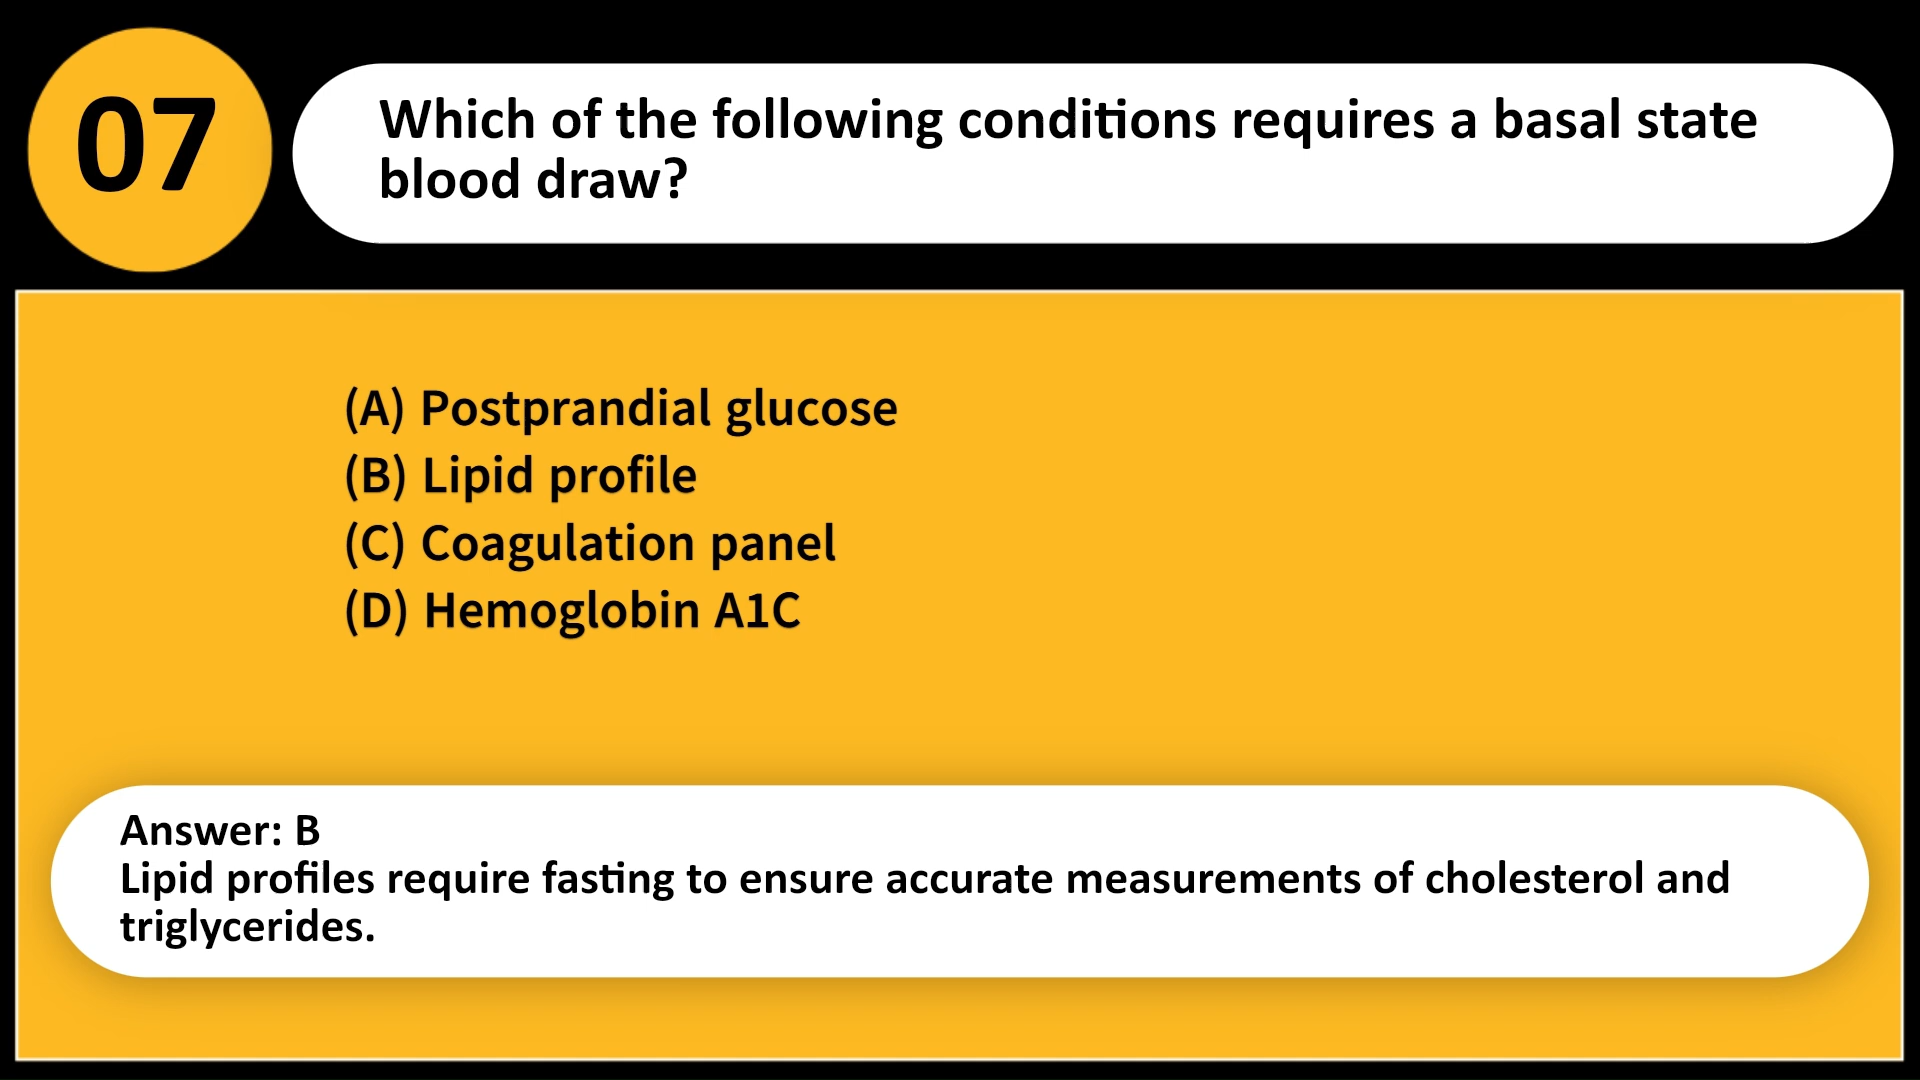 07
Which of the following conditions requires a basal state
blood draw?
(A) Postprandial glucose
(B) Lipid profile
(C) Coagulation panel
(D) Hemoglobin A1C
Answer: B
Lipid profiles require fasting to ensure accurate measurements of cholesterol and
triglycerides.